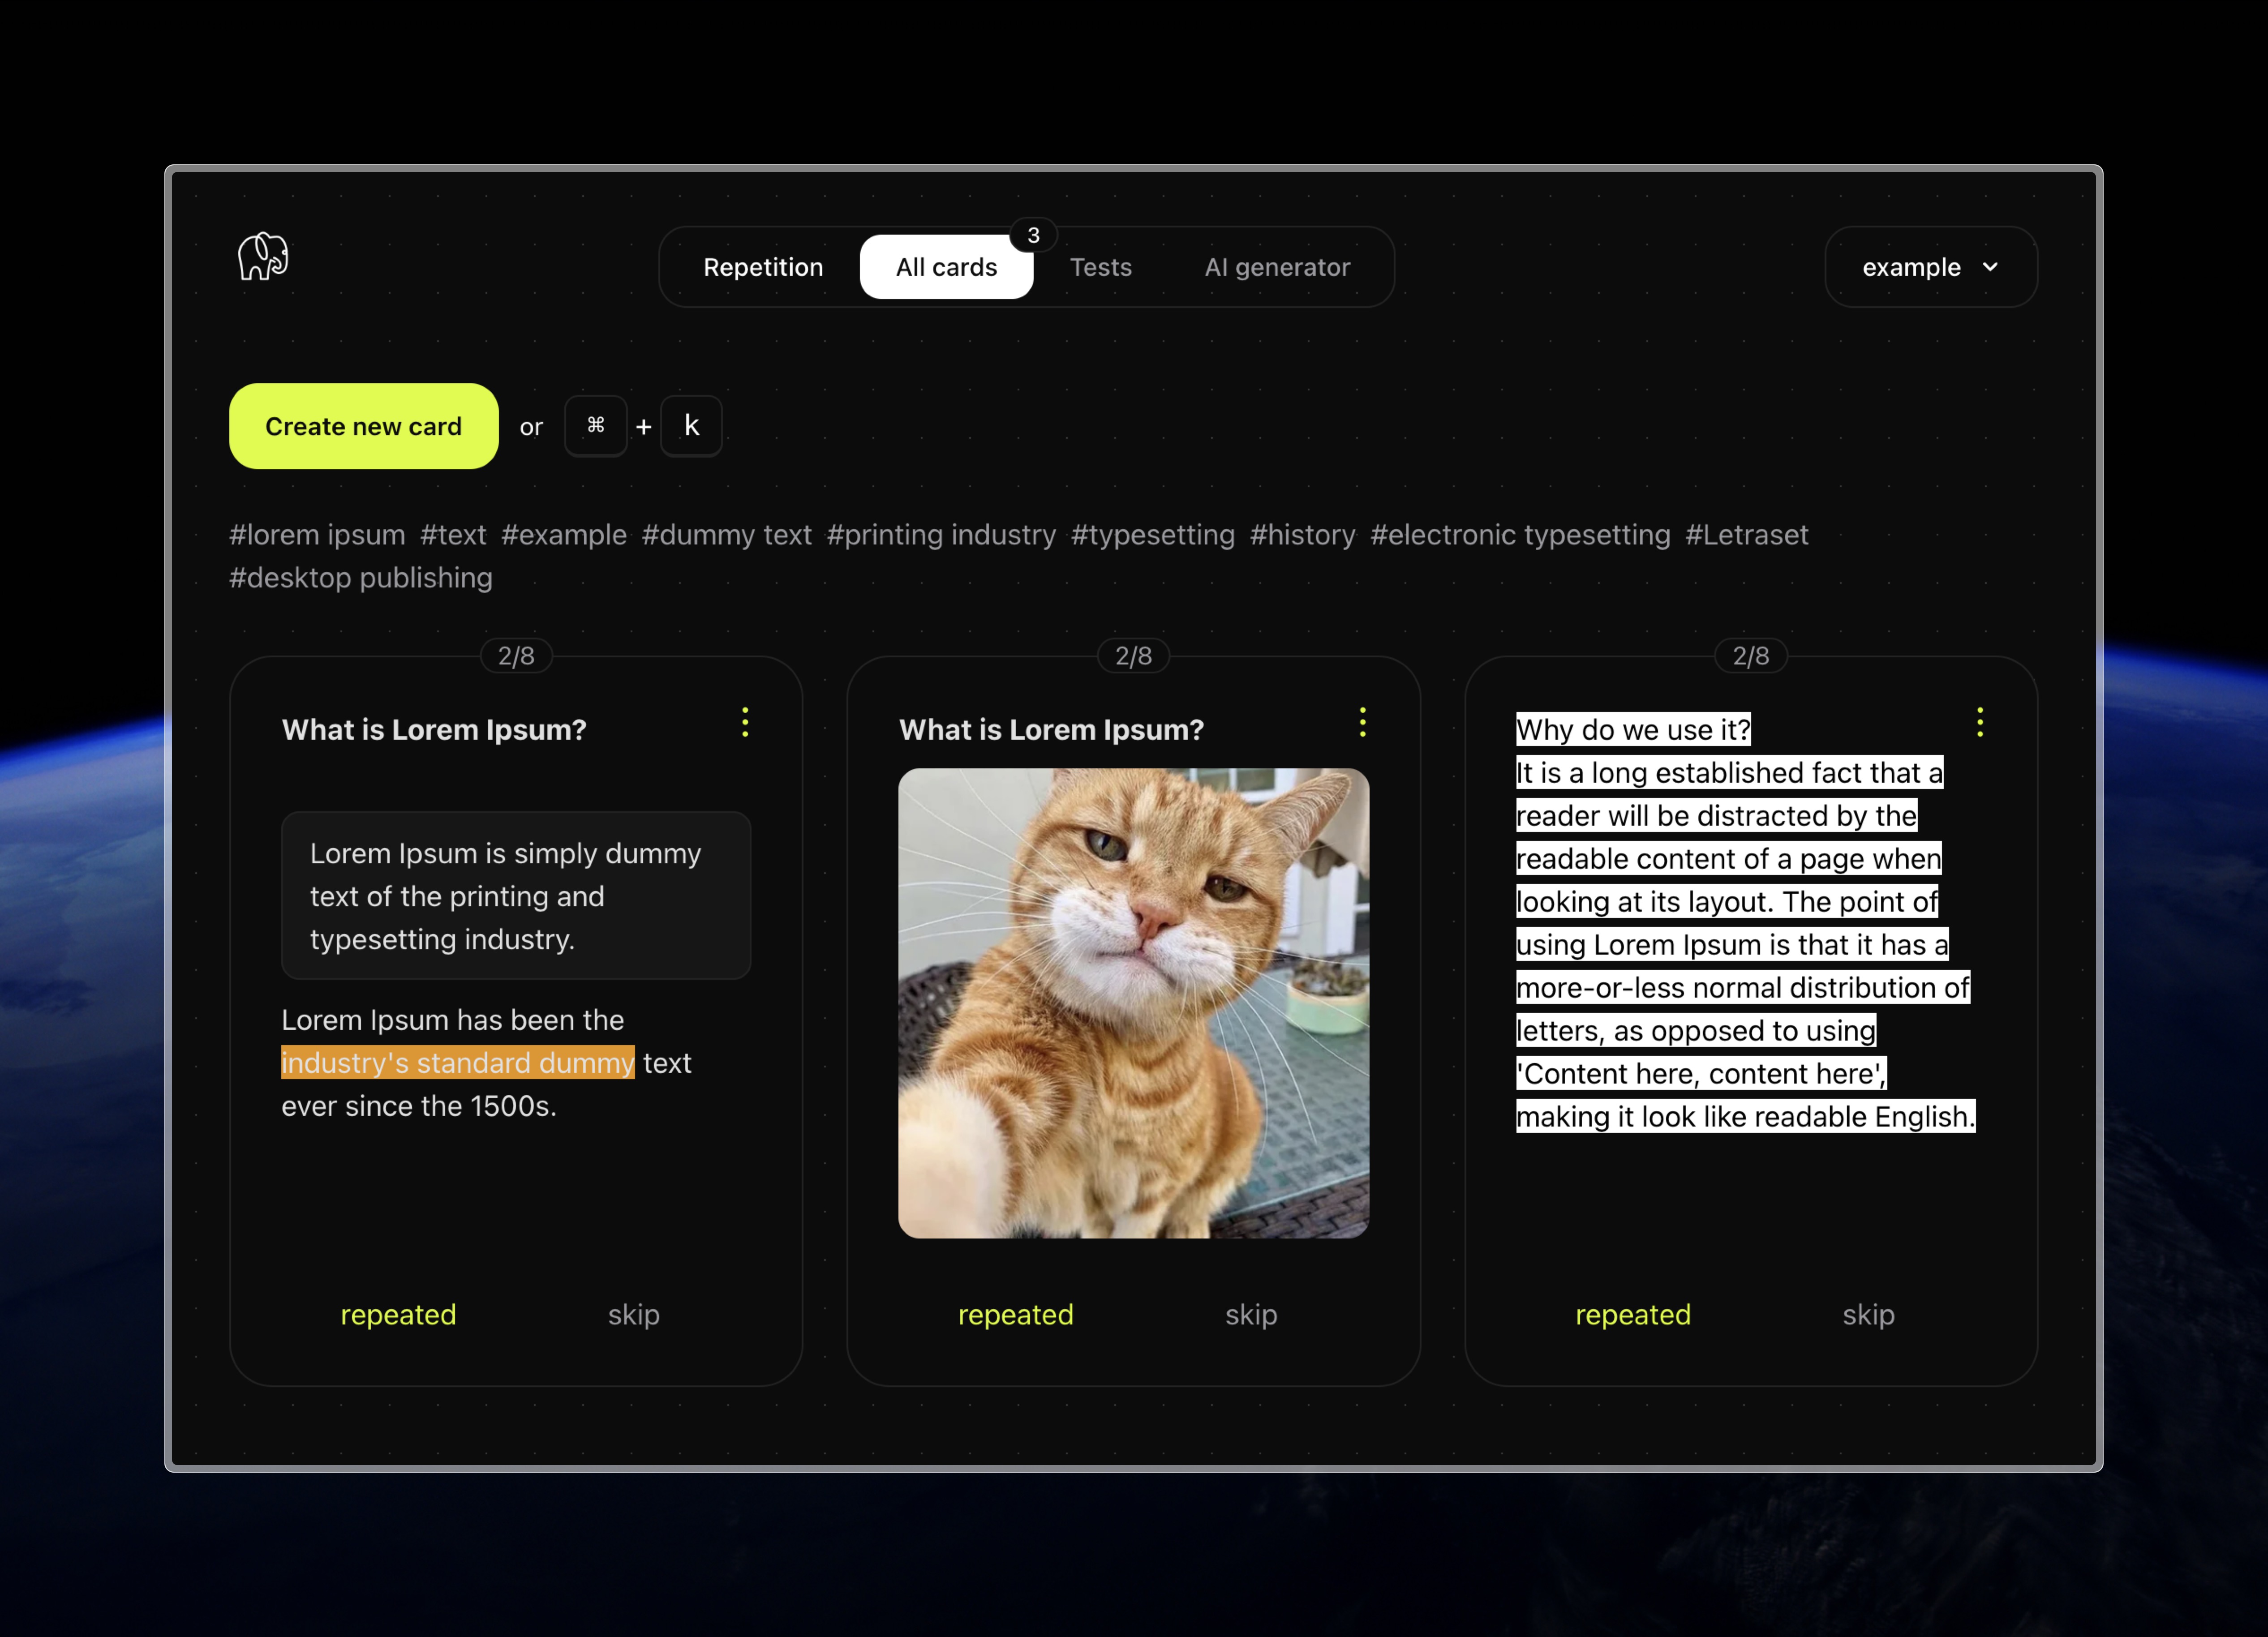 3
Repetition All cards Tests AI generator
example
Create new card or ⌘ + k
#lorem ipsum #text #example #dummy text #printing industry #typesetting #history #electronic typesetting #Letraset
#desktop publishing
2/8
What is Lorem Ipsum?
Lorem Ipsum is simply dummy
text of the printing and
typesetting industry.
Lorem Ipsum has been the
industry's standard dummy text
ever since the 1500s.
repeated skip
2/8
What is Lorem Ipsum?
repeated skip
2/8
Why do we use it?
It is a long established fact that a
reader will be distracted by the
readable content of a page when
looking at its layout. The point of
using Lorem Ipsum is that it has a
more-or-less normal distribution of
letters, as opposed to using
'Content here, content here',
making it look like readable English.
repeated skip